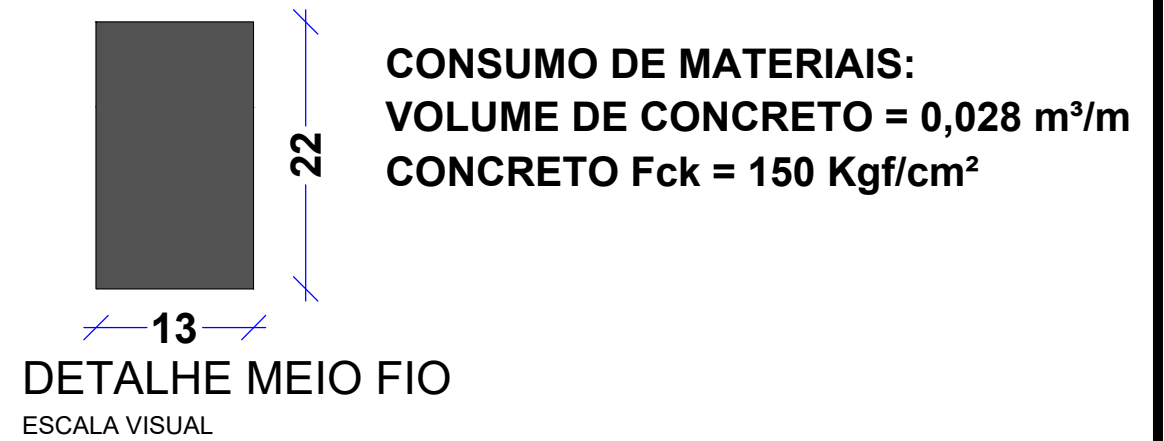 CONSUMO DE MATERIAIS:
VOLUME DE CONCRETO = 0,028 m³/m
22
CONCRETO Fck = 150 Kgf/cm²
13
DETALHE MEIO FIO
ESCALA VISUAL